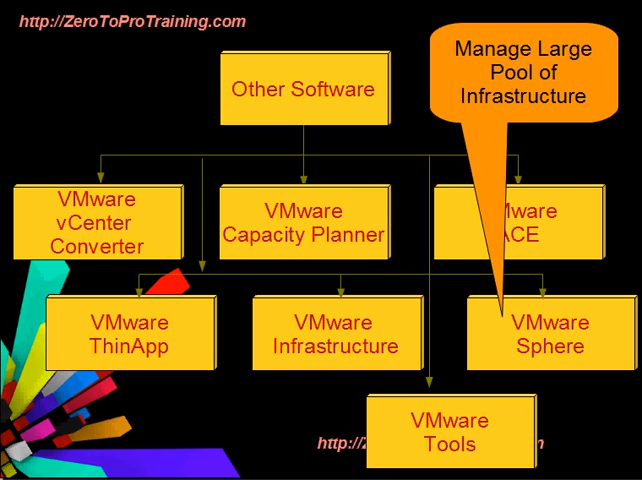 http://ZeroToProTraining.com
Manage Large
Pool of
Infrastructure
Other Software
VMware
vCenter
Converter
VMware
Capacity Planner
Mware
ACE
VMware
ThinApp
VMware
Infrastructure
VMware
Sphere
VMware
Tools